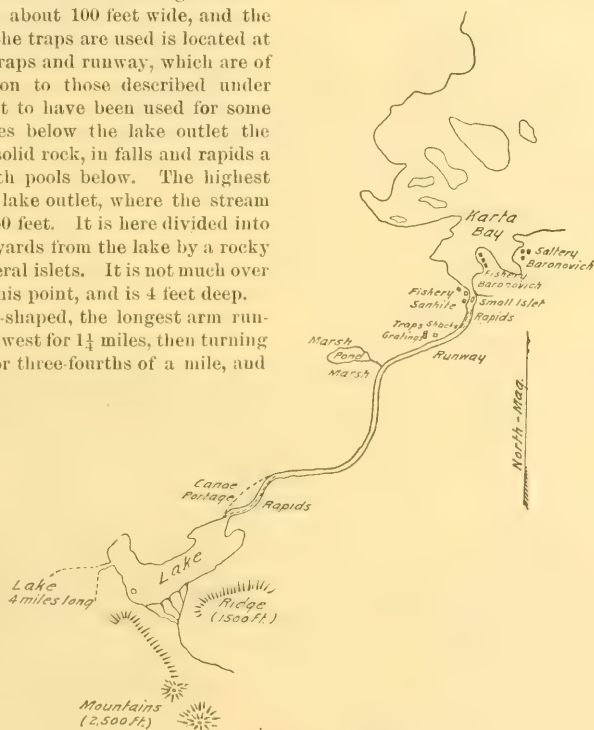 about 100 feet wide, and the
he traps are used is located at
raps and runway, which are of
on to those described under
t to have been used for some
es below the lake outlet the
solid rock, in falls and rapids a
th pools below. The highest
lake outlet, where the stream
0 feet. It is here divided into
yards from the lake by a rocky
eral islets. It is not much over
his point, and is 4 feet deep.
-shaped, the longest arm run-
west for 1¼ miles, then turning
or three-fourths of a mile, and
Karta
Bay
Saltery
Baronovich
Fishery
Baronovich
Fishery
Sanhite
Small Islet
Rapids
Traps Shacks
Gratings
Runway
Marsh
Pond
Marsh
North-Mag.
Canoe
Portage
Rapids
Lake
Lake
4 miles long
Ridge
(1500 Ft.)
Mountains
(2,500 Ft.)